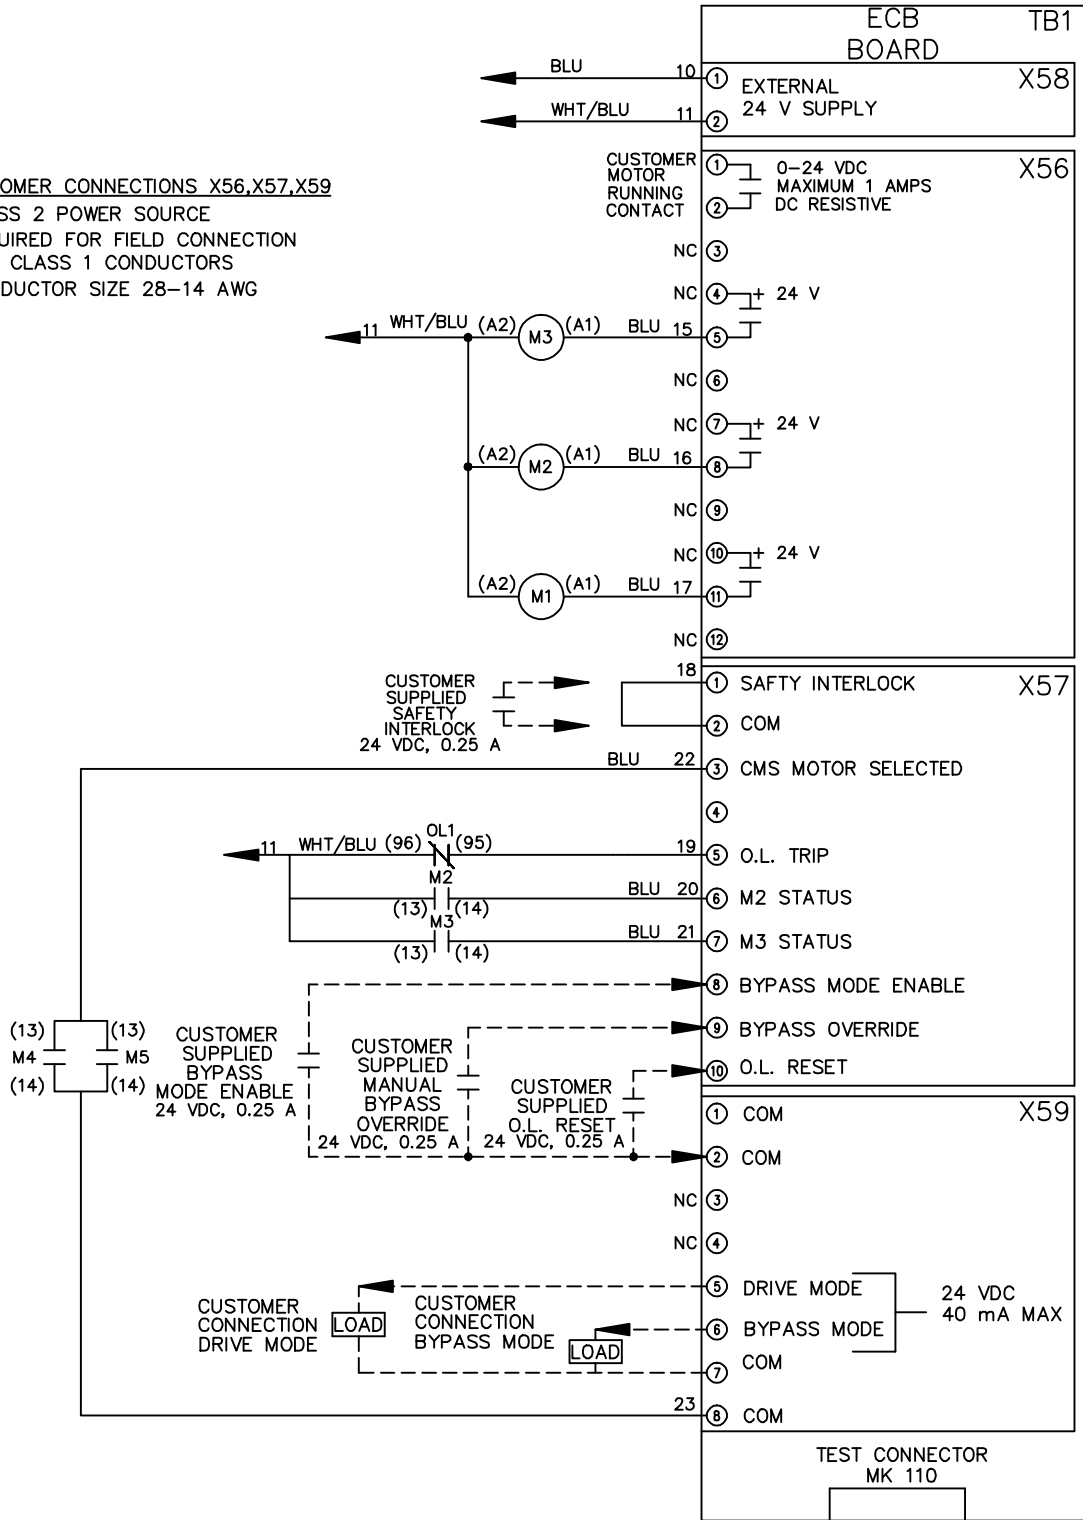 ECB TB1
BOARD
X58
BLU 10 1 EXTERNAL
WHT/BLU 11 2 24 V SUPPLY
OMER CONNECTIONS X56,X57,X59
SS 2 POWER SOURCE
UIRED FOR FIELD CONNECTION
CLASS 1 CONDUCTORS
DUCTOR SIZE 28-14 AWG
X56
CUSTOMER
MOTOR
RUNNING
CONTACT
1
2
0-24 VDC
MAXIMUM 1 AMPS
DC RESISTIVE
NC 3
NC 4 + 24 V
11 WHT/BLU (A2) M3 (A1) BLU 15 5
NC 6
NC 7 + 24 V
(A2) M2 (A1) BLU 16 8
NC 9
NC 10 + 24 V
(A2) M1 (A1) BLU 17 11
NC 12
X57
18 1 SAFTY INTERLOCK
2 COM
CUSTOMER
SUPPLIED
SAFETY
INTERLOCK
24 VDC, 0.25 A
BLU 22 3 CMS MOTOR SELECTED
4
OL1
11 WHT/BLU (96) (95) 19 5 O.L. TRIP
M2
(13) (14) BLU 20 6 M2 STATUS
M3
(13) (14) BLU 21 7 M3 STATUS
8 BYPASS MODE ENABLE
9 BYPASS OVERRIDE
10 O.L. RESET
(13) (13)
M4 M5
(14) (14)
CUSTOMER
SUPPLIED
BYPASS
MODE ENABLE
24 VDC, 0.25 A
CUSTOMER
SUPPLIED
MANUAL
BYPASS
OVERRIDE
24 VDC, 0.25 A
CUSTOMER
SUPPLIED
O.L. RESET
24 VDC, 0.25 A
X59
1 COM
2 COM
NC 3
NC 4
5 DRIVE MODE
6 BYPASS MODE
24 VDC
40 mA MAX
7 COM
CUSTOMER
CONNECTION
DRIVE MODE
LOAD
CUSTOMER
CONNECTION
BYPASS MODE
LOAD
23 8 COM
TEST CONNECTOR
MK 110